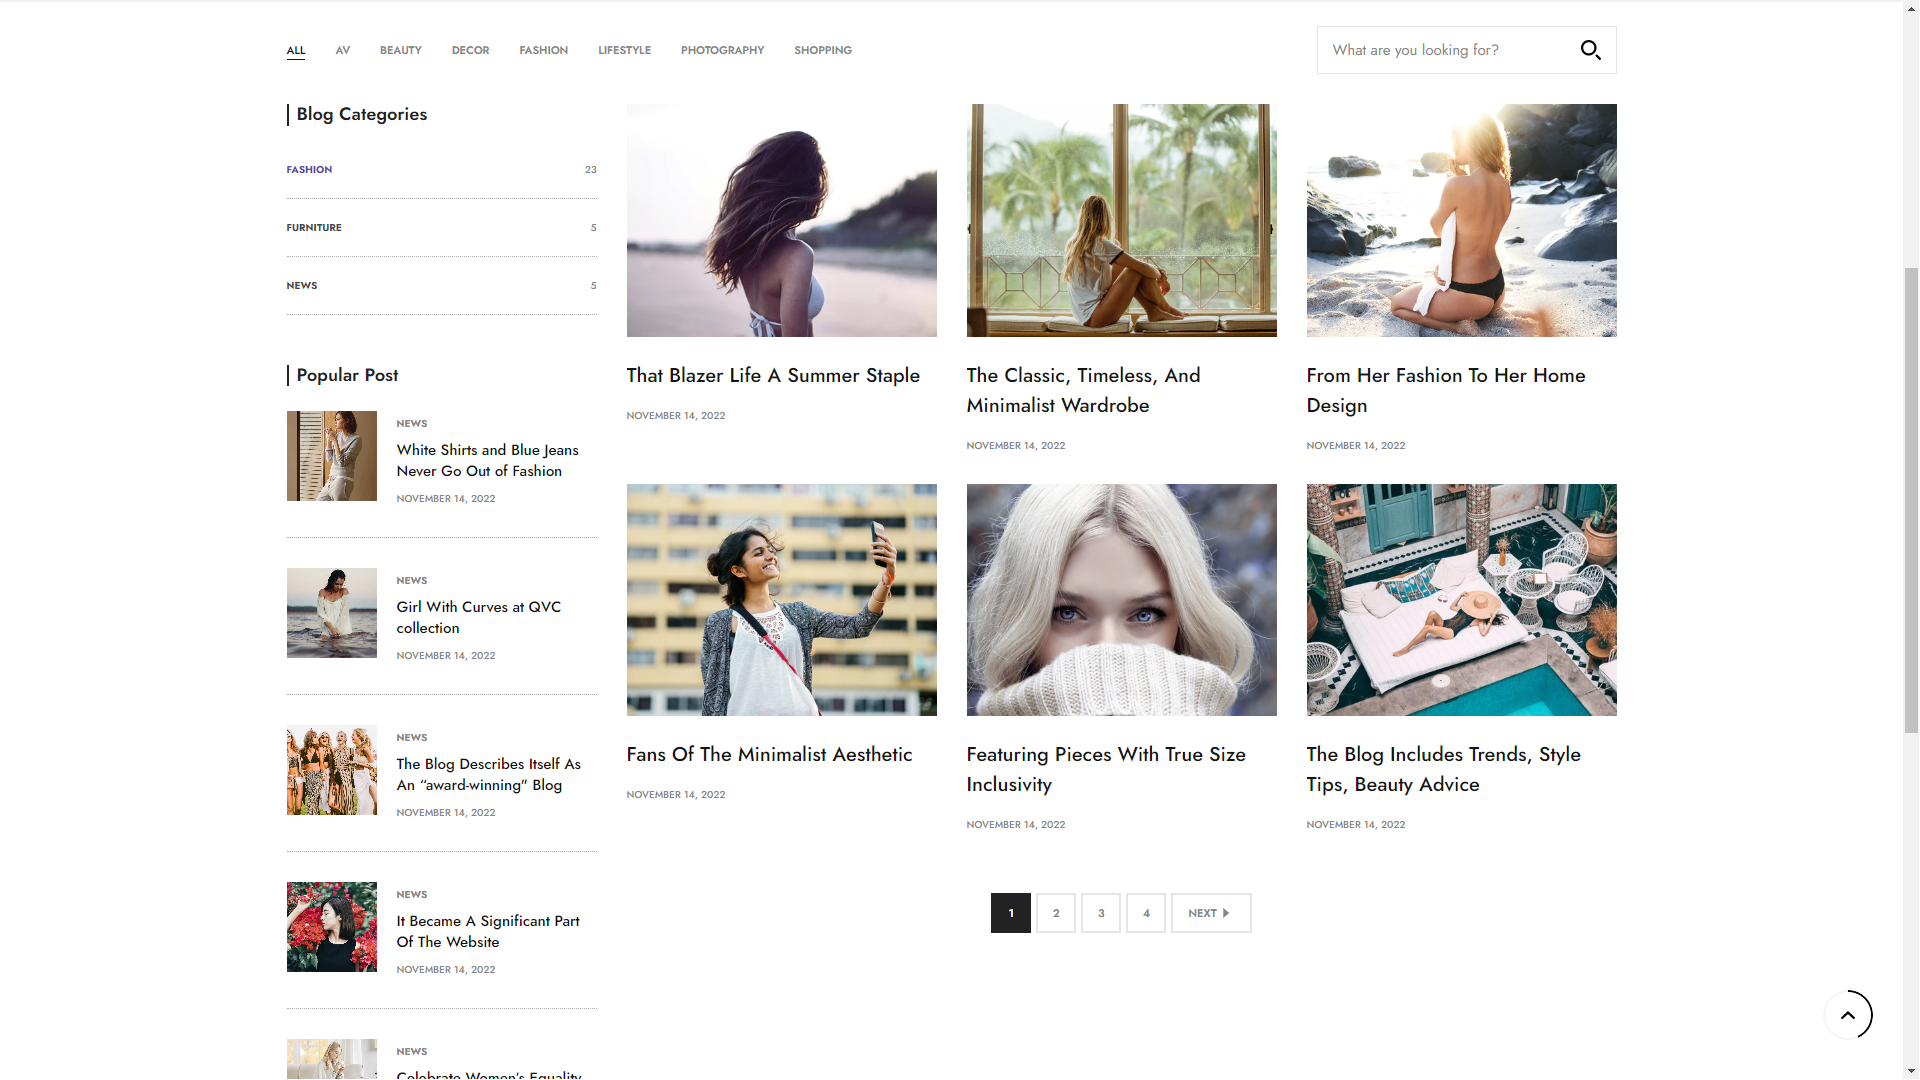 ALL
AV
BEAUTY
DECOR
FASHION
LIFESTYLE
PHOTOGRAPHY
SHOPPING
What are you looking for?
Blog Categories
FASHION 23
FURNITURE 5
NEWS 5
Popular Post
NEWS
White Shirts and Blue Jeans
Never Go Out of Fashion
NOVEMBER 14, 2022
NEWS
Girl With Curves at QVC
collection
NOVEMBER 14, 2022
NEWS
The Blog Describes Itself As
An “award-winning” Blog
NOVEMBER 14, 2022
NEWS
It Became A Significant Part
Of The Website
NOVEMBER 14, 2022
NEWS
Celebrate Women's Equality
That Blazer Life A Summer Staple
NOVEMBER 14, 2022
The Classic, Timeless, And
Minimalist Wardrobe
NOVEMBER 14, 2022
From Her Fashion To Her Home
Design
NOVEMBER 14, 2022
Fans Of The Minimalist Aesthetic
NOVEMBER 14, 2022
Featuring Pieces With True Size
Inclusivity
NOVEMBER 14, 2022
The Blog Includes Trends, Style
Tips, Beauty Advice
NOVEMBER 14, 2022
1 2 3 4 NEXT